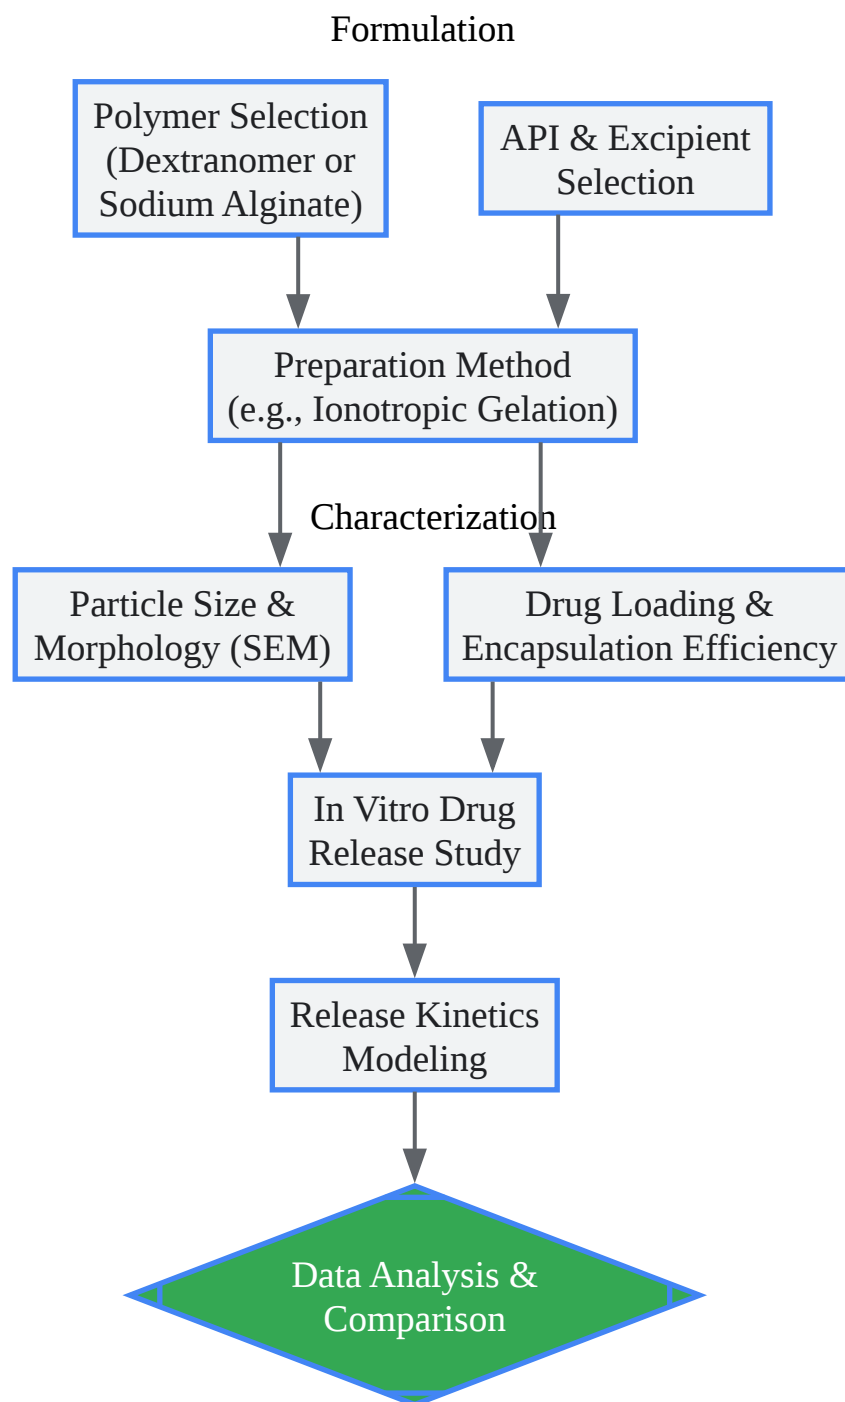 Formulation
Polymer Selection
(Dextranomer or
Sodium Alginate)
API & Excipient
Selection
Preparation Method
(e.g., Ionotropic Gelation)
Characterization
Particle Size &
Morphology (SEM)
Drug Loading &
Encapsulation Efficiency
In Vitro Drug
Release Study
Release Kinetics
Modeling
Data Analysis &
Comparison